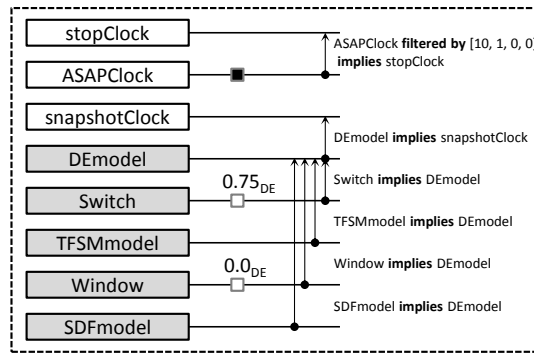 stopClock
ASAPClock filtered by [10, 1, 0, 0]
implies stopClock
ASAPClock
snapshotClock
DEmodel implies snapshotClock
DEmodel
Switch implies DEmodel
0.75DE
Switch
TFSMmodel implies DEmodel
TFSMmodel
Window implies DEmodel
0.0DE
Window
SDFmodel implies DEmodel
SDFmodel